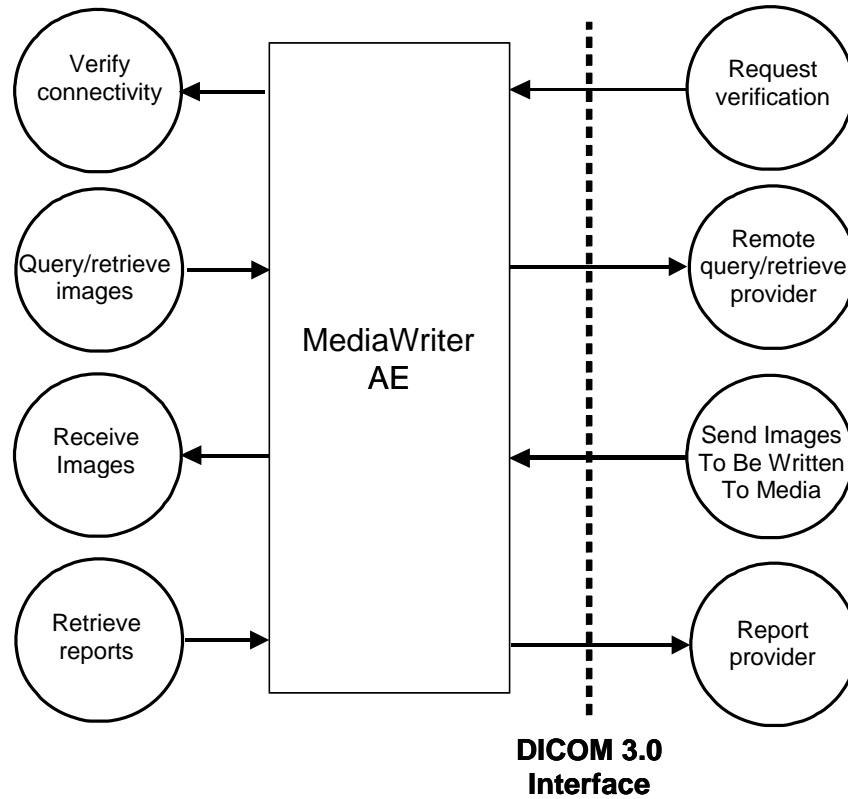 Verify
connectivity
Request
verification
Query/retrieve
images
Remote
query/retrieve
provider
MediaWriter
AE
Receive
Images
Send Images
To Be Written
To Media
Retrieve
reports
Report
provider
DICOM 3.0
Interface